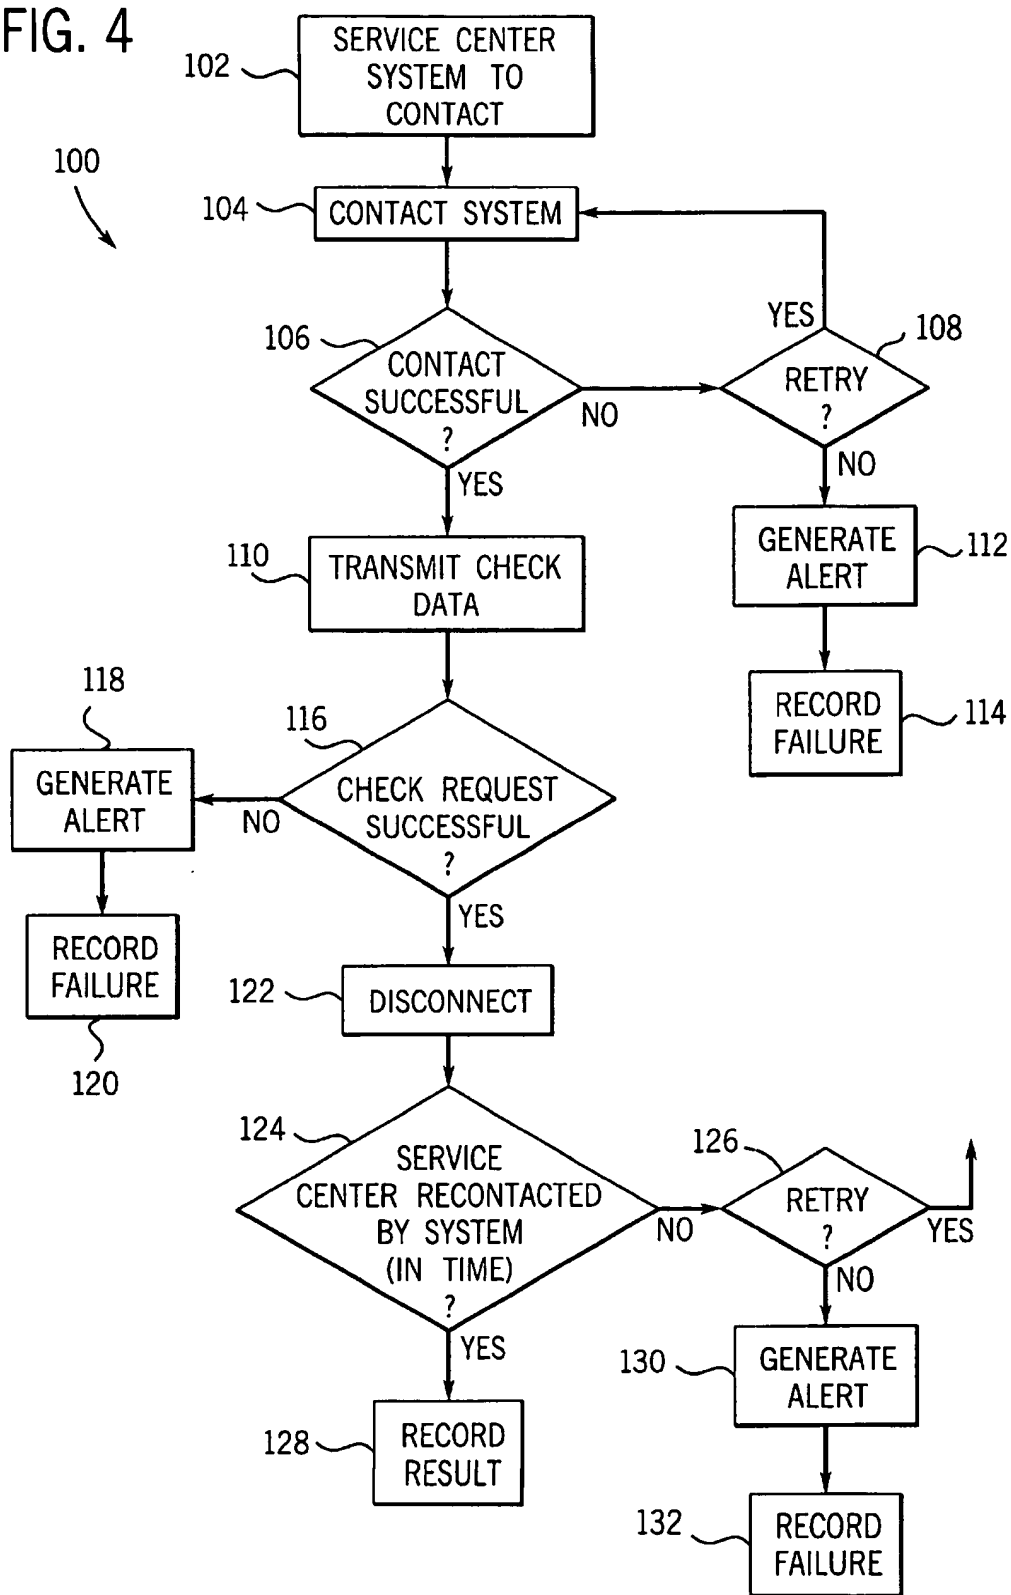 FIG. 4
102
SERVICE CENTER
SYSTEM TO
CONTACT
100
104
CONTACT SYSTEM
106
CONTACT
SUCCESSFUL
?
NO
YES
108
RETRY
?
YES
NO
110
TRANSMIT CHECK
DATA
GENERATE
ALERT
112
RECORD
FAILURE
114
116
CHECK REQUEST
SUCCESSFUL
?
NO
YES
118
GENERATE
ALERT
RECORD
FAILURE
120
122
DISCONNECT
124
SERVICE
CENTER RECONTACTED
BY SYSTEM
(IN TIME)
?
NO
YES
126
RETRY
?
YES
NO
128
RECORD
RESULT
130
GENERATE
ALERT
132
RECORD
FAILURE